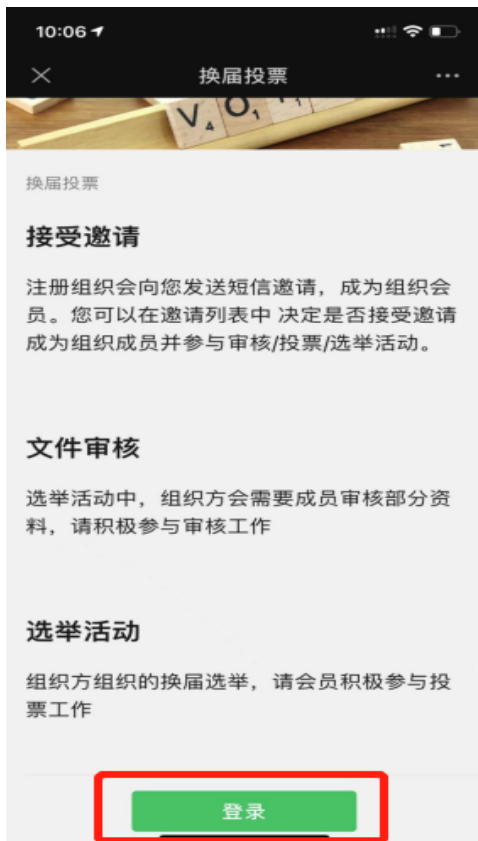 10:06
换届投票
V4 O1 1
换届投票
接受邀请
注册组织会向您发送短信邀请，成为组织会
员。您可以在邀请列表中 决定是否接受邀请
成为组织成员并参与审核/投票/选举活动。
文件审核
选举活动中，组织方会需要成员审核部分资
料，请积极参与审核工作
选举活动
组织方组织的换届选举，请会员积极参与投
票工作
登录